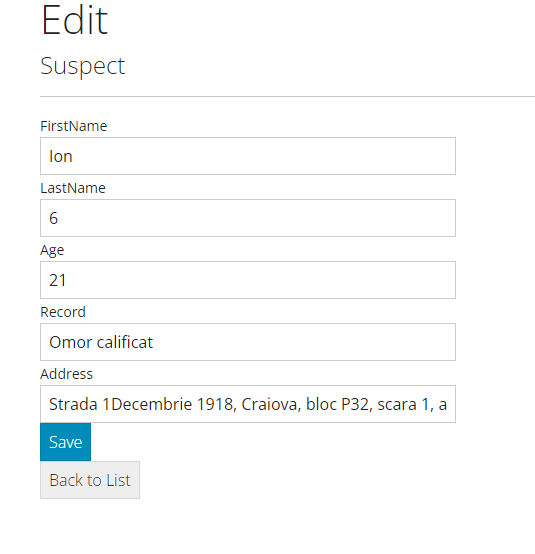 Edit
Suspect
FirstName
Ion
LastName
6
Age
21
Record
Omor calificat
Address
Strada 1Decembrie 1918, Craiova, bloc P32, scara 1, a
Save
Back to List